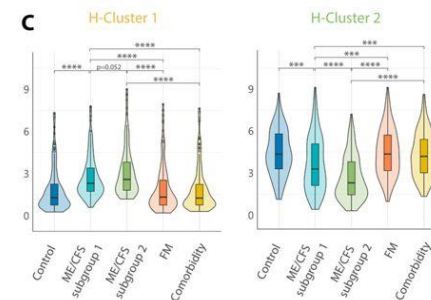 C
H-Cluster 1
H-Cluster 2
****
****
****
p=0.052
****
****
***
***
***
****
****
****
9
6
3
0
9
6
3
0
Control
ME/CFS
subgroup 1
ME/CFS
subgroup 2
FM
Comorbidity
Control
ME/CFS
subgroup 1
ME/CFS
subgroup 2
FM
Comorbidity